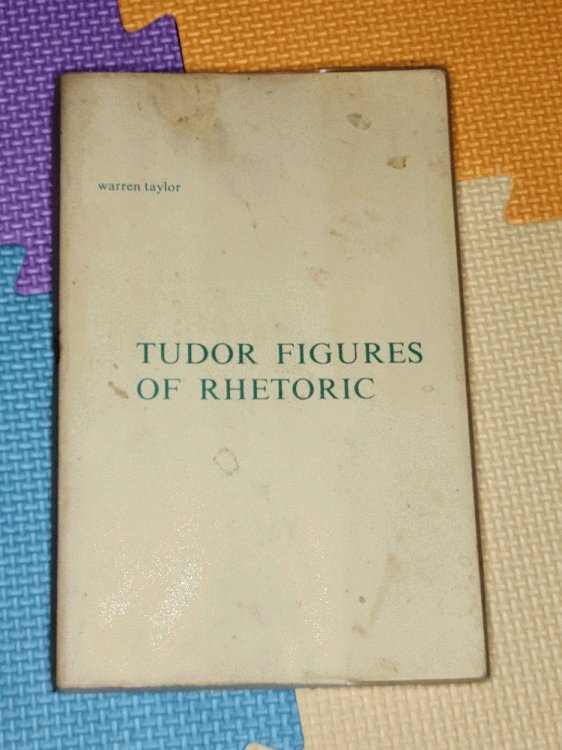 warren taylor
TUDOR FIGURES
OF RHETORIC